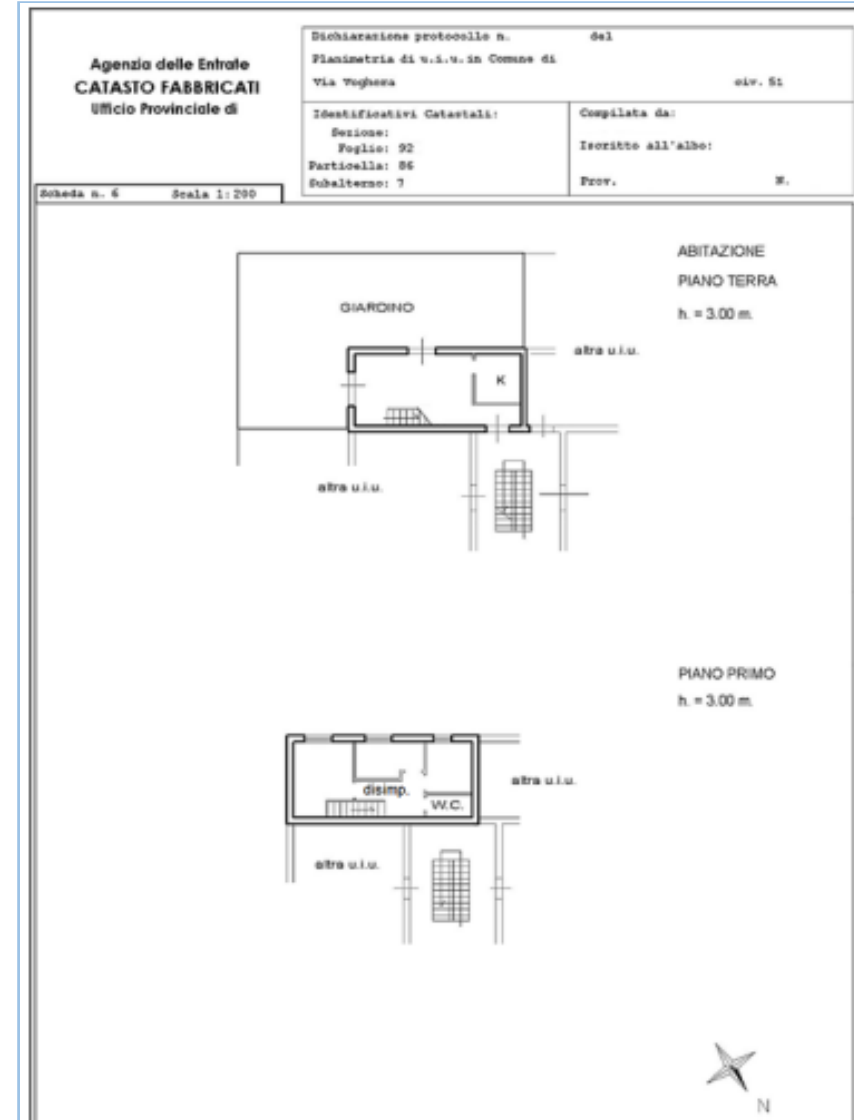 Agenzia delle Entrate
CATASTO FABBRICATI
Ufficio Provinciale di
Dichiarazione protocollo n. del
Planimetria di u.i.u. in Comune di
Via Voghera civ. 51
Identificativi Catastali:
Sezione:
Foglio: 92
Particella: 86
Subalterno: 7
Compilata da:
Iscritto all'albo:
Prov. N.
Scheda n. 6 Scala 1:200
ABITAZIONE
PIANO TERRA
h. = 3.00 m.
GIARDINO
altra u.i.u.
K
altra u.i.u.
PIANO PRIMO
h. = 3.00 m.
altra u.i.u.
disimp.
W.C.
altra u.i.u.
N